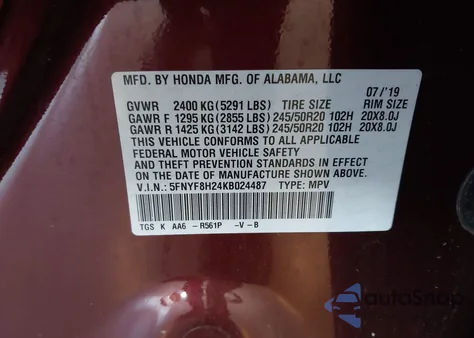 MFD. BY HONDA MFG. OF ALABAMA, LLC
07/'19
GVWR 2400 KG (5291 LBS) TIRE SIZE RIM SIZE
GAWR F 1295 KG (2855 LBS) 245/50R20 102H 20X8.0J
GAWR R 1425 KG (3142 LBS) 245/50R20 102H 20X8.0J
THIS VEHICLE CONFORMS TO ALL APPLICABLE
FEDERAL MOTOR VEHICLE SAFETY
AND THEFT PREVENTION STANDARDS IN EFFECT
ON THE DATE OF MANUFACTURE SHOWN ABOVE.
V.I.N.: 5FNYF8H24KB024487 TYPE: MPV
TGS K AA6 -R561P -V-B
AutoSnap